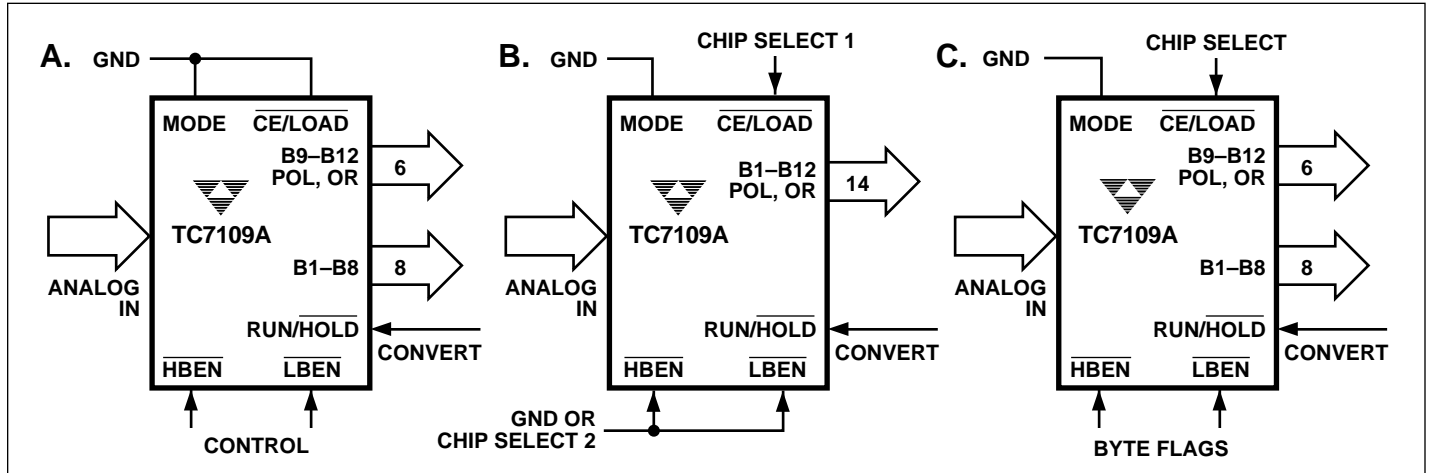 A.
GND
MODE
CE/LOAD
B9–B12
POL, OR
6
TC7109A
ANALOG
IN
B1–B8
8
RUN/HOLD
CONVERT
HBEN
LBEN
CONTROL
B.
GND
CHIP SELECT 1
MODE
CE/LOAD
B1–B12
POL, OR
14
TC7109A
ANALOG
IN
RUN/HOLD
CONVERT
HBEN
LBEN
GND OR
CHIP SELECT 2
C.
GND
CHIP SELECT
MODE
CE/LOAD
B9–B12
POL, OR
6
TC7109A
ANALOG
IN
B1–B8
8
RUN/HOLD
CONVERT
HBEN
LBEN
BYTE FLAGS